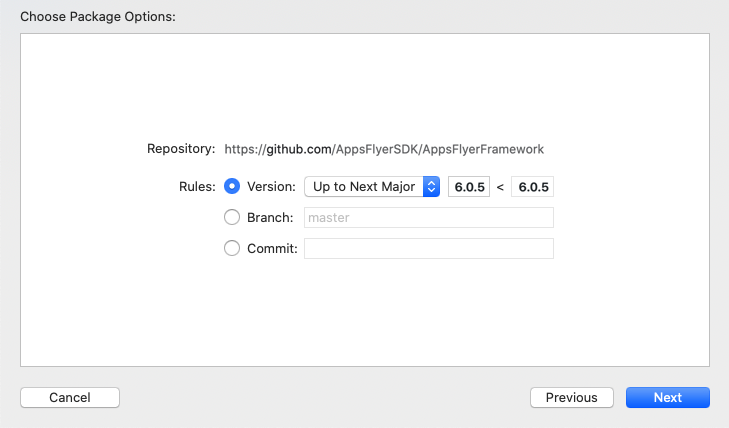 Choose Package Options:
Repository: https://github.com/AppsFlyerSDK/AppsFlyerFramework
Rules: Version: Up to Next Major 6.0.5 < 6.0.5
Branch: master
Commit:
Cancel Previous Next